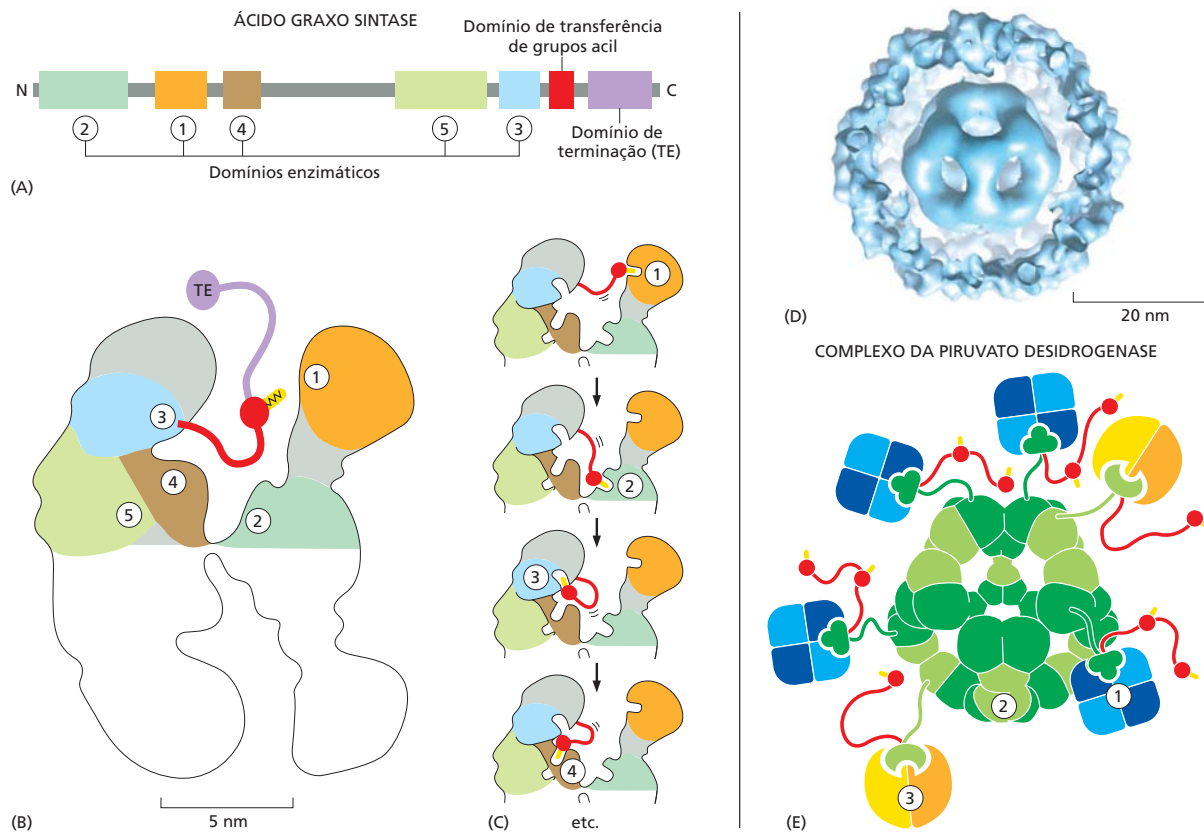 ÁCIDO GRAXO SINTASE
Domínio de transferência
de grupos acil
N
C
2
1
4
5
3
Domínio de
terminação (TE)
Domínios enzimáticos
(A)
TE
1
3
4
5
2
5 nm
(B)
1
2
3
4
etc.
(C)
20 nm
(D)
COMPLEXO DA PIRUVATO DESIDROGENASE
1
2
3
(E)